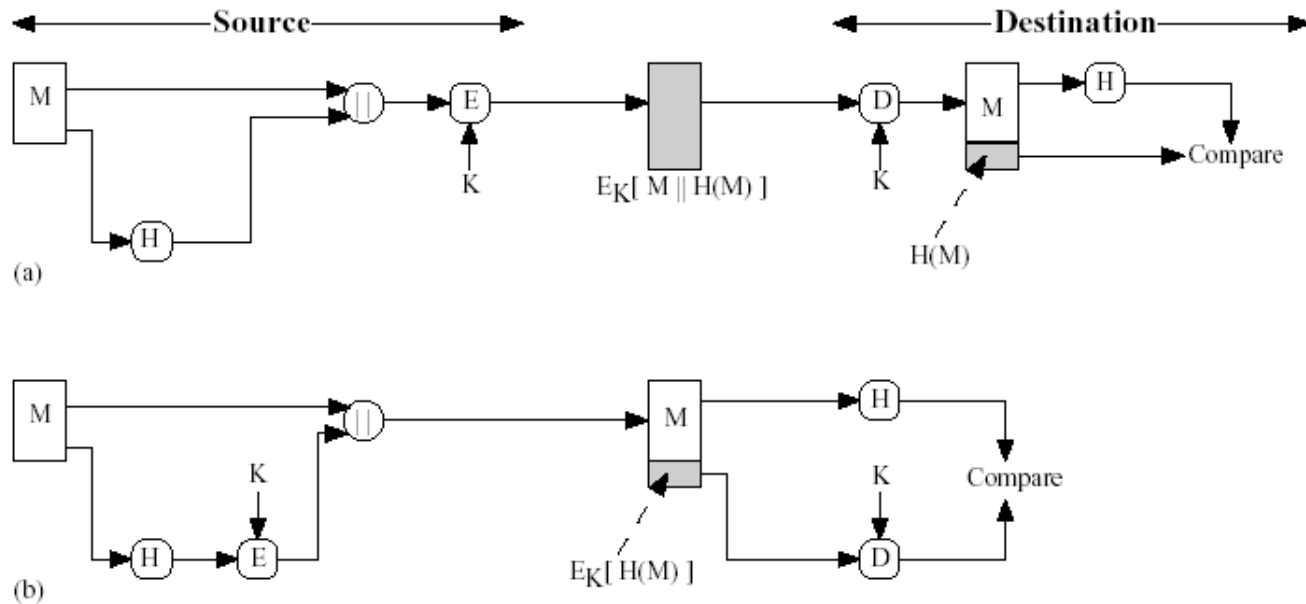 Source
Destination
M
||
E
D
M
H
K
E_K[ M || H(M) ]
K
Compare
H
H(M)
(a)
M
||
M
H
K
K
Compare
H
E
D
E_K[ H(M) ]
(b)